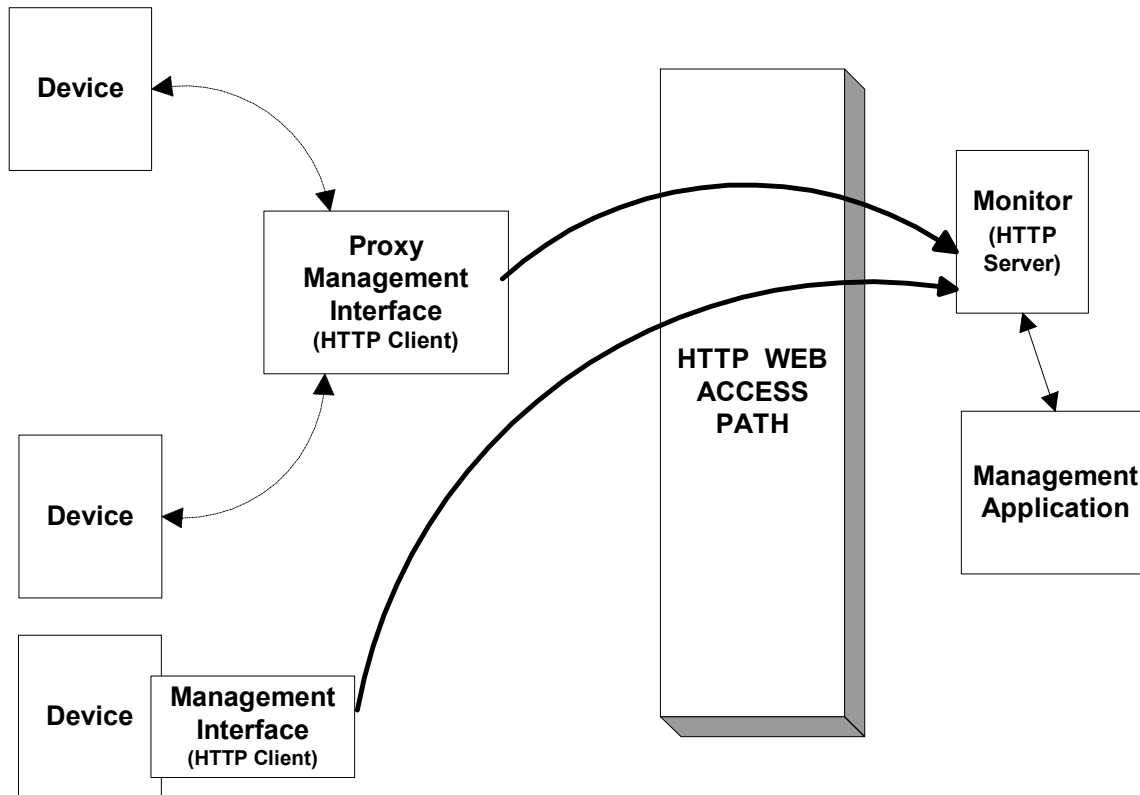 Device
Proxy
Management
Interface
(HTTP Client)
Device
Device
Management
Interface
(HTTP Client)
HTTP WEB
ACCESS
PATH
Monitor
(HTTP
Server)
Management
Application